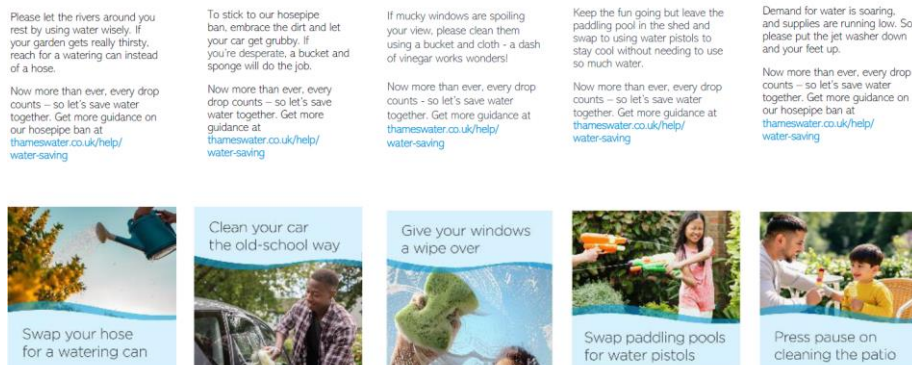 Please let the rivers around you
rest by using water wisely. If
your garden gets really thirsty,
reach for a watering can instead
of a hose.
Now more than ever, every drop
counts – so let's save water
together. Get more guidance on
our hosepipe ban at
thameswater.co.uk/help/
water-saving
To stick to our hosepipe
ban, embrace the dirt and let
your car get grubby. If
you're desperate, a bucket and
sponge will do the job.
Now more than ever, every
drop counts – so let's save
water together. Get more
guidance at
thameswater.co.uk/help/
water-saving
If mucky windows are spoiling
your view, please clean them
using a bucket and cloth - a dash
of vinegar works wonders!
Now more than ever, every drop
counts - so let's save water
together. Get more guidance at
thameswater.co.uk/help/
water-saving
Keep the fun going but leave the
paddling pool in the shed and
swap to using water pistols to
stay cool without needing to use
so much water.
Now more than ever, every drop
counts – so let's save water
together. Get more guidance at
thameswater.co.uk/help/
water-saving
Demand for water is soaring,
and supplies are running low. So
please put the jet washer down
and your feet up.
Now more than ever, every drop
counts – so let's save water
together. Get more guidance on
our hosepipe ban at
thameswater.co.uk/help/
water-saving
Swap your hose
for a watering can
Clean your car
the old-school way
Give your windows
a wipe over
Swap paddling pools
for water pistols
Press pause on
cleaning the patio